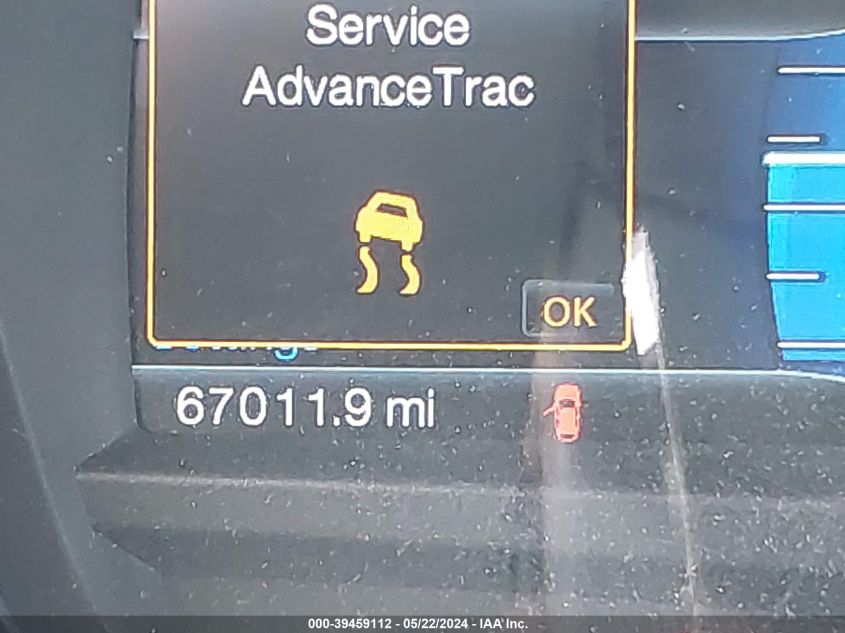 Service
AdvanceTrac
OK
67011.9 mi
000-39459112 - 05/22/2024 - IAA Inc.